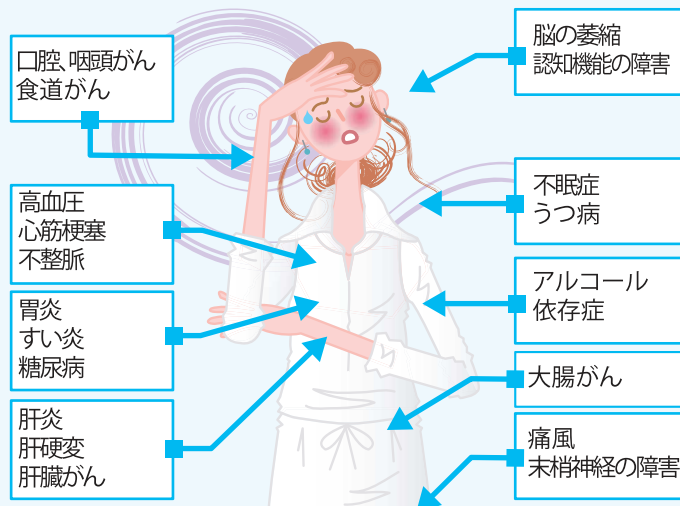 口腔、咽頭がん
食道がん
高血圧
心筋梗塞
不整脈
胃炎
すい炎
糖尿病
肝炎
肝硬変
肝臓がん
脳の萎縮
認知機能の障害
不眠症
うつ病
アルコール
依存症
大腸がん
痛風
末梢神経の障害